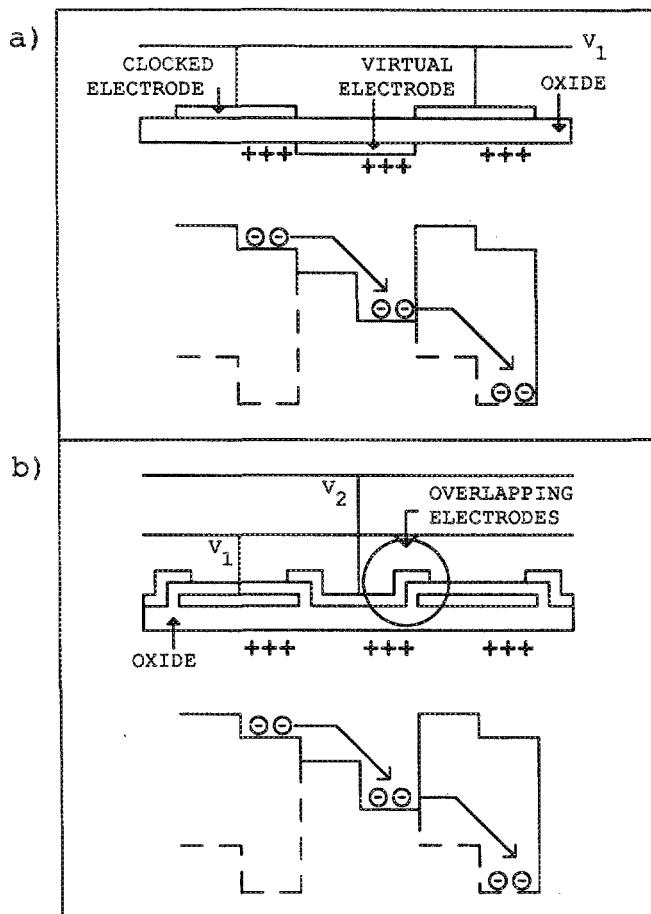 a)
V1
CLOCKED
ELECTRODE
VIRTUAL
ELECTRODE
OXIDE
+++ +++ +++
⊖⊖
⊖⊖
⊖⊖
b)
V2
OVERLAPPING
ELECTRODES
V1
OXIDE
+++ +++ +++
⊖⊖
⊖⊖
⊖⊖